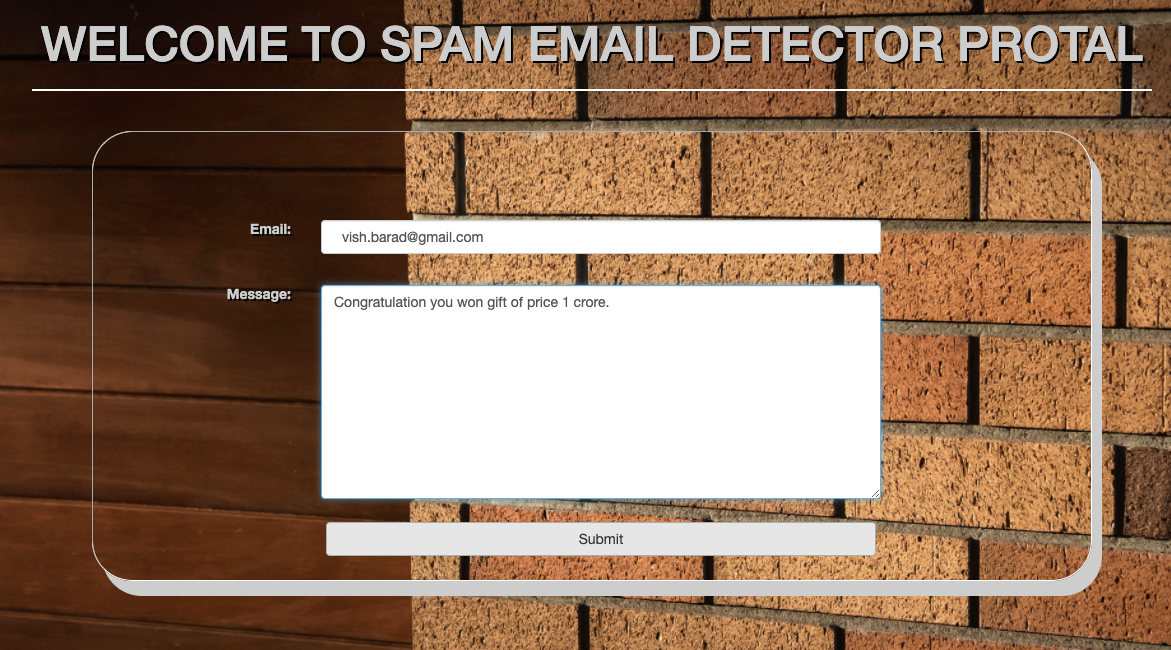 WELCOME TO SPAM EMAIL DETECTOR PROTAL
Email:
vish.barad@gmail.com
Message:
Congratulation you won gift of price 1 crore.
Submit